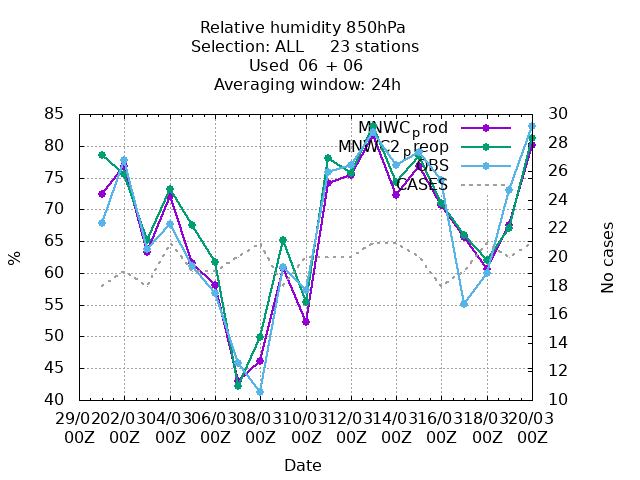 Relative humidity 850hPa
Selection: ALL 23 stations
Used 06 + 06
Averaging window: 24h
MNWC_prod
MNWC2_preop
OBS
CASES
85
80
75
70
65
60
55
50
45
40
%
30
28
26
24
22
20
18
16
14
12
10
No cases
29/02 02/03 04/03 06/03 08/03 10/03 12/03 14/03 16/03 18/03 20/03
00Z 00Z 00Z 00Z 00Z 00Z 00Z 00Z 00Z 00Z 00Z
Date